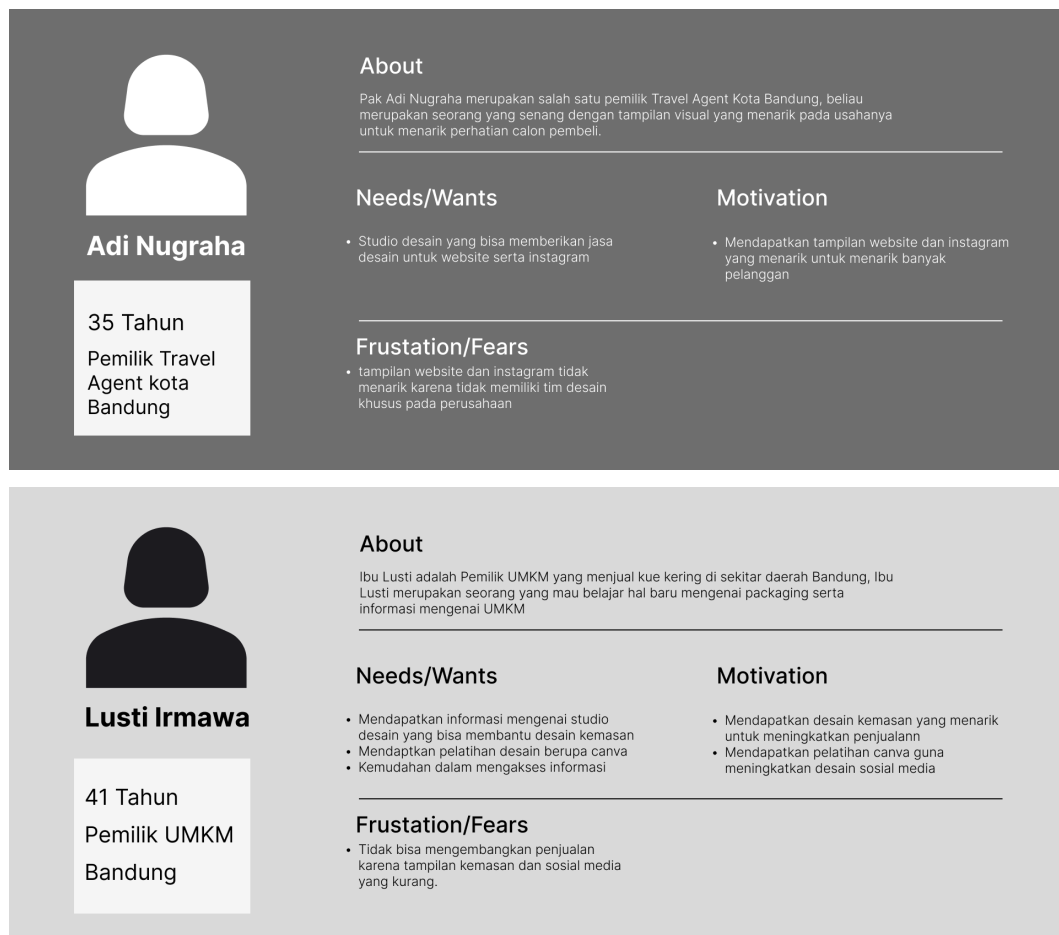 Adi Nugraha
35 Tahun
Pemilik Travel
Agent kota
Bandung
About
Pak Adi Nugraha merupakan salah satu pemilik Travel Agent Kota Bandung, beliau
merupakan seorang yang senang dengan tampilan visual yang menarik pada usahanya
untuk menarik perhatian calon pembeli.
Needs/Wants
• Studio desain yang bisa memberikan jasa
desain untuk website serta instagram
Motivation
• Mendapatkan tampilan website dan instagram
yang menarik untuk menarik banyak
pelanggan
Frustation/Fears
• tampilan website dan instagram tidak
menarik karena tidak memiliki tim desain
khusus pada perusahaan
Lusti Irmawa
41 Tahun
Pemilik UMKM
Bandung
About
Ibu Lusti adalah Pemilik UMKM yang menjual kue kering di sekitar daerah Bandung, Ibu
Lusti merupakan seorang yang mau belajar hal baru mengenai packaging serta
informasi mengenai UMKM
Needs/Wants
• Mendapatkan informasi mengenai studio
desain yang bisa membantu desain kemasan
• Mendaptkan pelatihan desain berupa canva
• Kemudahan dalam mengakses informasi
Motivation
• Mendapatkan desain kemasan yang menarik
untuk meningkatkan penjualann
• Mendapatkan pelatihan canva guna
meningkatkan desain sosial media
Frustation/Fears
• Tidak bisa mengembangkan penjualan
karena tampilan kemasan dan sosial media
yang kurang.